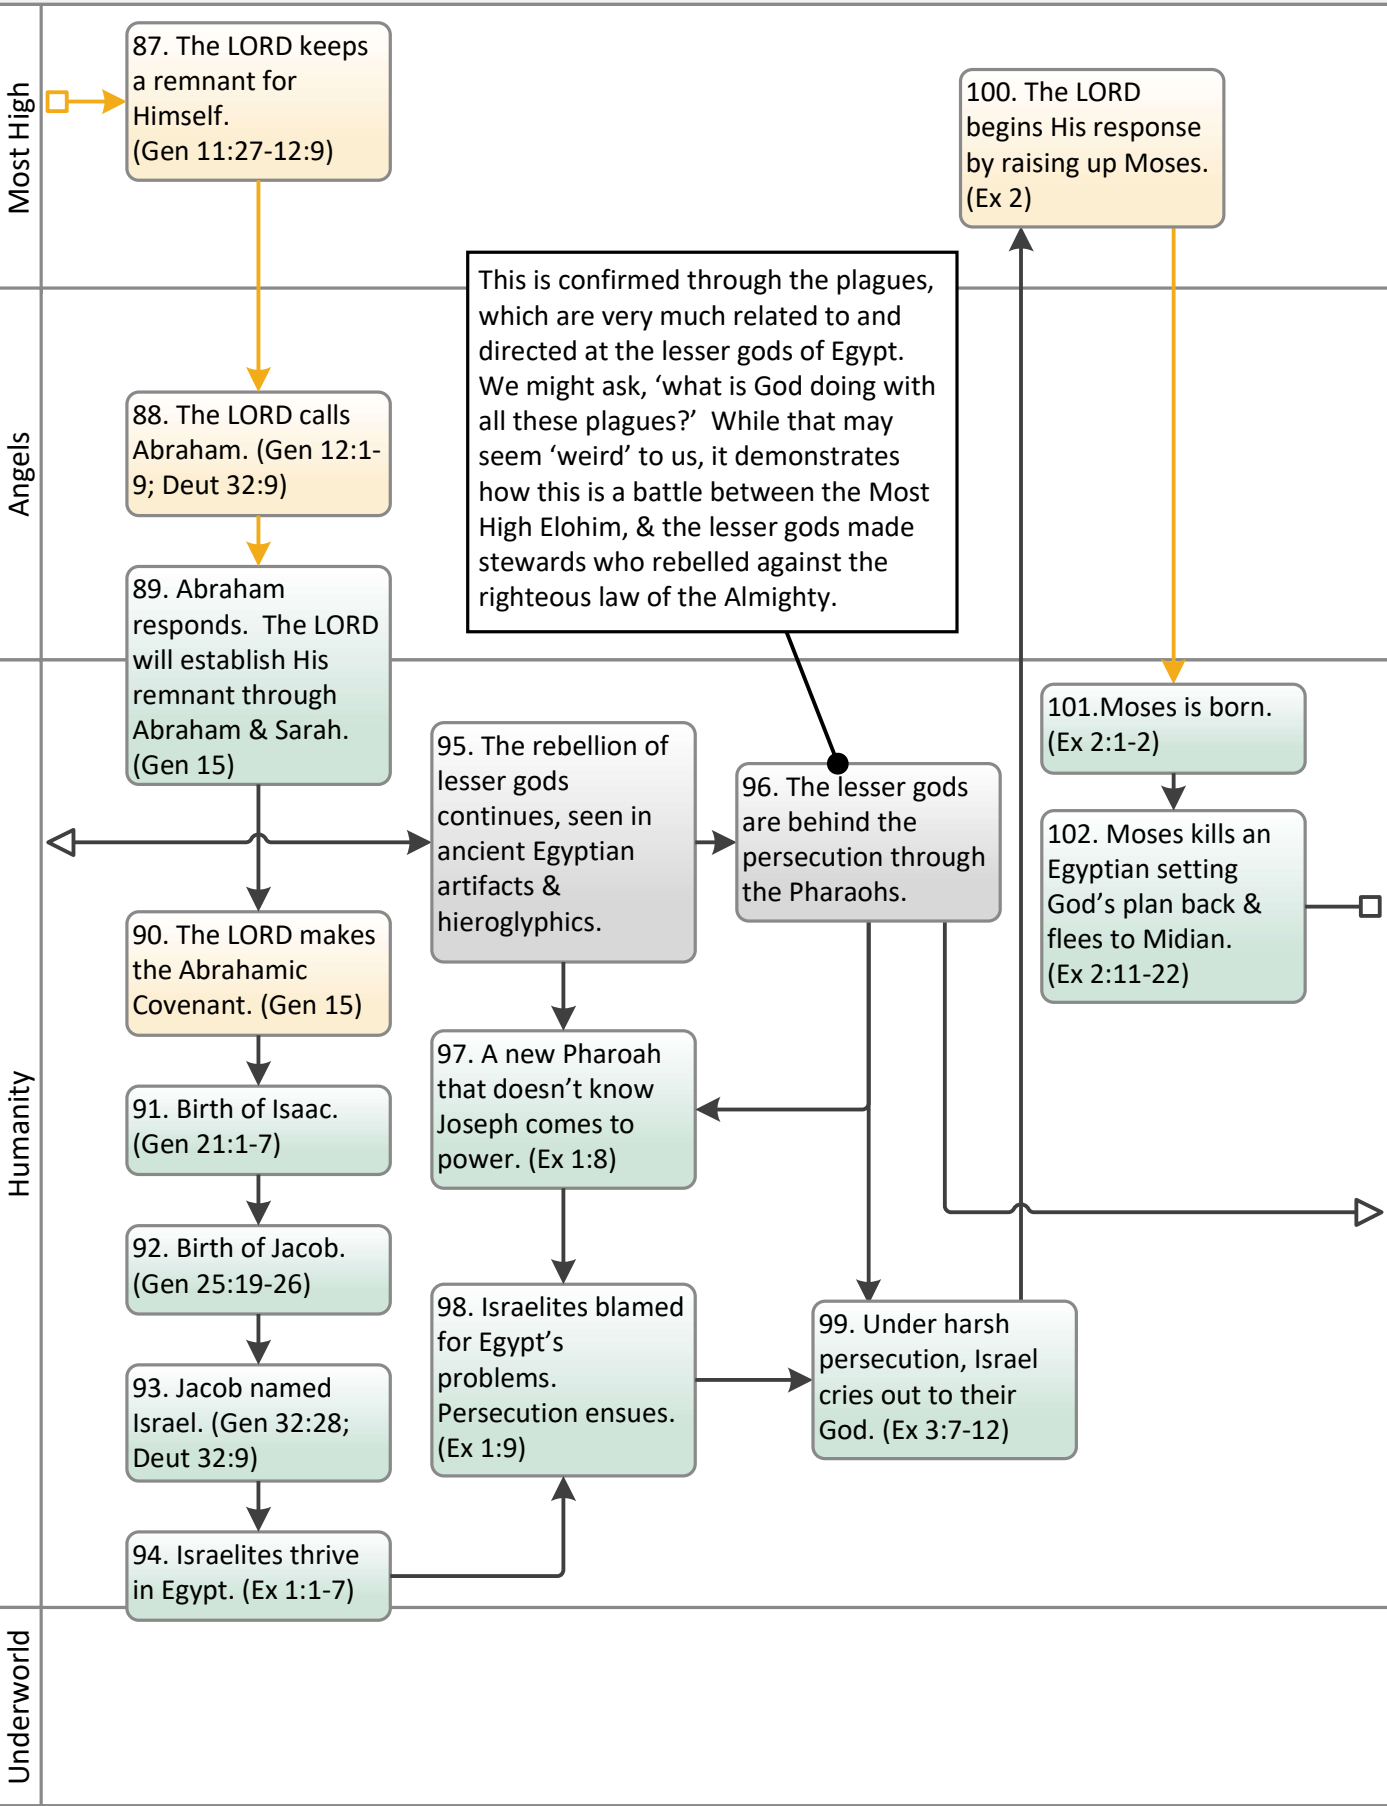 Most High
87. The LORD keeps
a remnant for
Himself.
(Gen 11:27-12:9)
100. The LORD
begins His response
by raising up Moses.
(Ex 2)
This is confirmed through the plagues,
which are very much related to and
directed at the lesser gods of Egypt.
We might ask, ‘what is God doing with
all these plagues?’  While that may
seem ‘weird’ to us, it demonstrates
how this is a battle between the Most
High Elohim, & the lesser gods made
stewards who rebelled against the
righteous law of the Almighty.
Angels
88. The LORD calls
Abraham. (Gen 12:1-
9; Deut 32:9)
89. Abraham
responds.  The LORD
will establish His
remnant through
Abraham & Sarah.
(Gen 15)
Humanity
90. The LORD makes
the Abrahamic
Covenant. (Gen 15)
91. Birth of Isaac.
(Gen 21:1-7)
92. Birth of Jacob.
(Gen 25:19-26)
93. Jacob named
Israel. (Gen 32:28;
Deut 32:9)
94. Israelites thrive
in Egypt. (Ex 1:1-7)
95. The rebellion of
lesser gods
continues, seen in
ancient Egyptian
artifacts &
hieroglyphics.
96. The lesser gods
are behind the
persecution through
the Pharaohs.
97. A new Pharoah
that doesn’t know
Joseph comes to
power. (Ex 1:8)
98. Israelites blamed
for Egypt’s
problems.
Persecution ensues.
(Ex 1:9)
99. Under harsh
persecution, Israel
cries out to their
God. (Ex 3:7-12)
101.Moses is born.
(Ex 2:1-2)
102. Moses kills an
Egyptian setting
God’s plan back &
flees to Midian.
(Ex 2:11-22)
Underworld